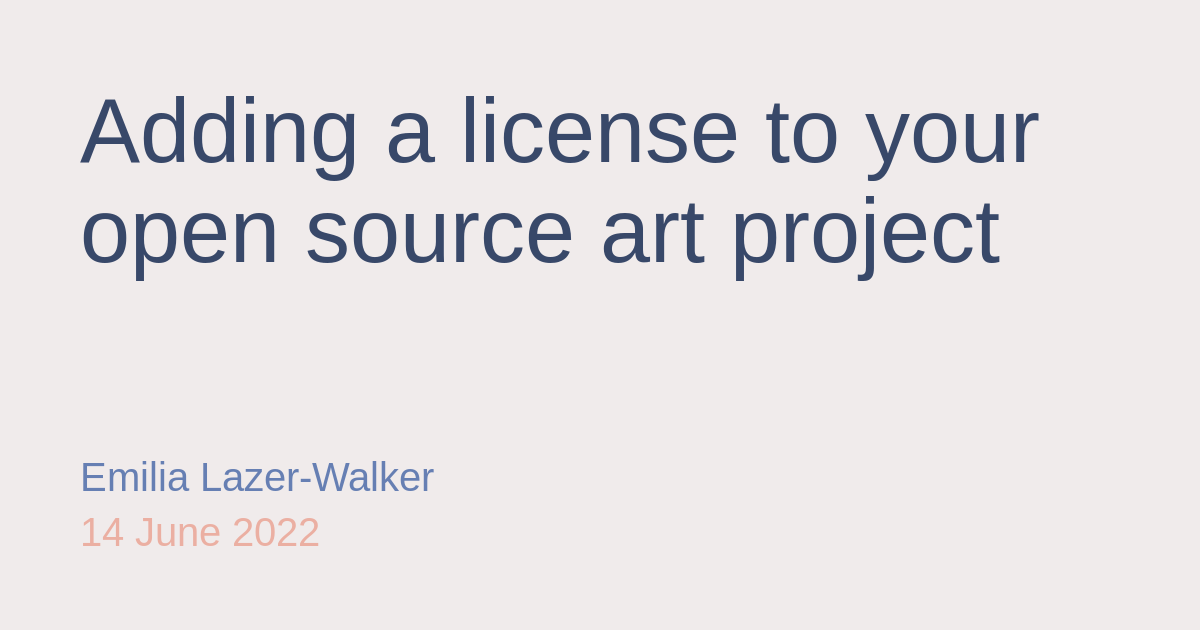 Adding a license to your
open source art project
Emilia Lazer-Walker
14 June 2022